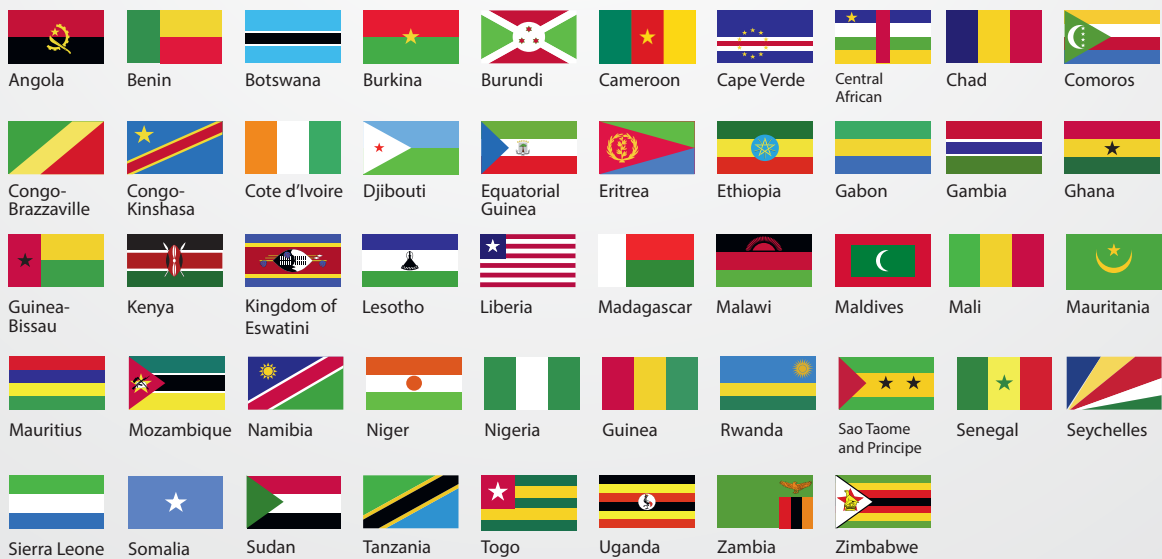 Angola
Benin
Botswana
Burkina
Burundi
Cameroon
Cape Verde
Central
African
Chad
Comoros
Congo-
Brazzaville
Congo-
Kinshasa
Cote d’Ivoire
Djibouti
Equatorial
Guinea
Eritrea
Ethiopia
Gabon
Gambia
Ghana
Guinea-
Bissau
Kenya
Kingdom of
Eswatini
Lesotho
Liberia
Madagascar
Malawi
Maldives
Mali
Mauritania
Mauritius
Mozambique
Namibia
Niger
Nigeria
Guinea
Rwanda
Sao Taome
and Principe
Senegal
Seychelles
Sierra Leone
Somalia
Sudan
Tanzania
Togo
Uganda
Zambia
Zimbabwe